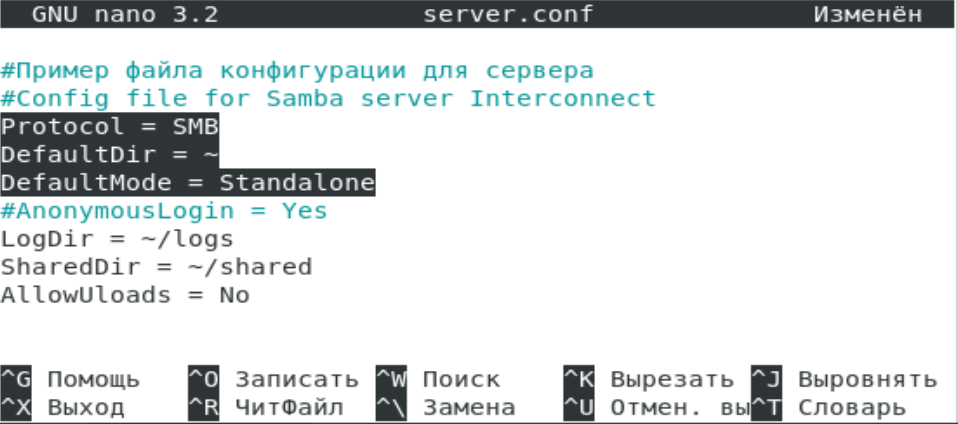 GNU nano 3.2 server.conf Изменён
#Пример файла конфигурации для сервера
#Config file for Samba server Interconnect
Protocol = SMB
DefaultDir = ~
DefaultMode = Standalone
#AnonymousLogin = Yes
LogDir = ~/logs
SharedDir = ~/shared
AllowUloads = No
^G Помощь ^O Записать ^W Поиск ^K Вырезать ^J Выровнять
^X Выход ^R ЧитФайл ^\ Замена ^U Отмен. вы^T Словарь